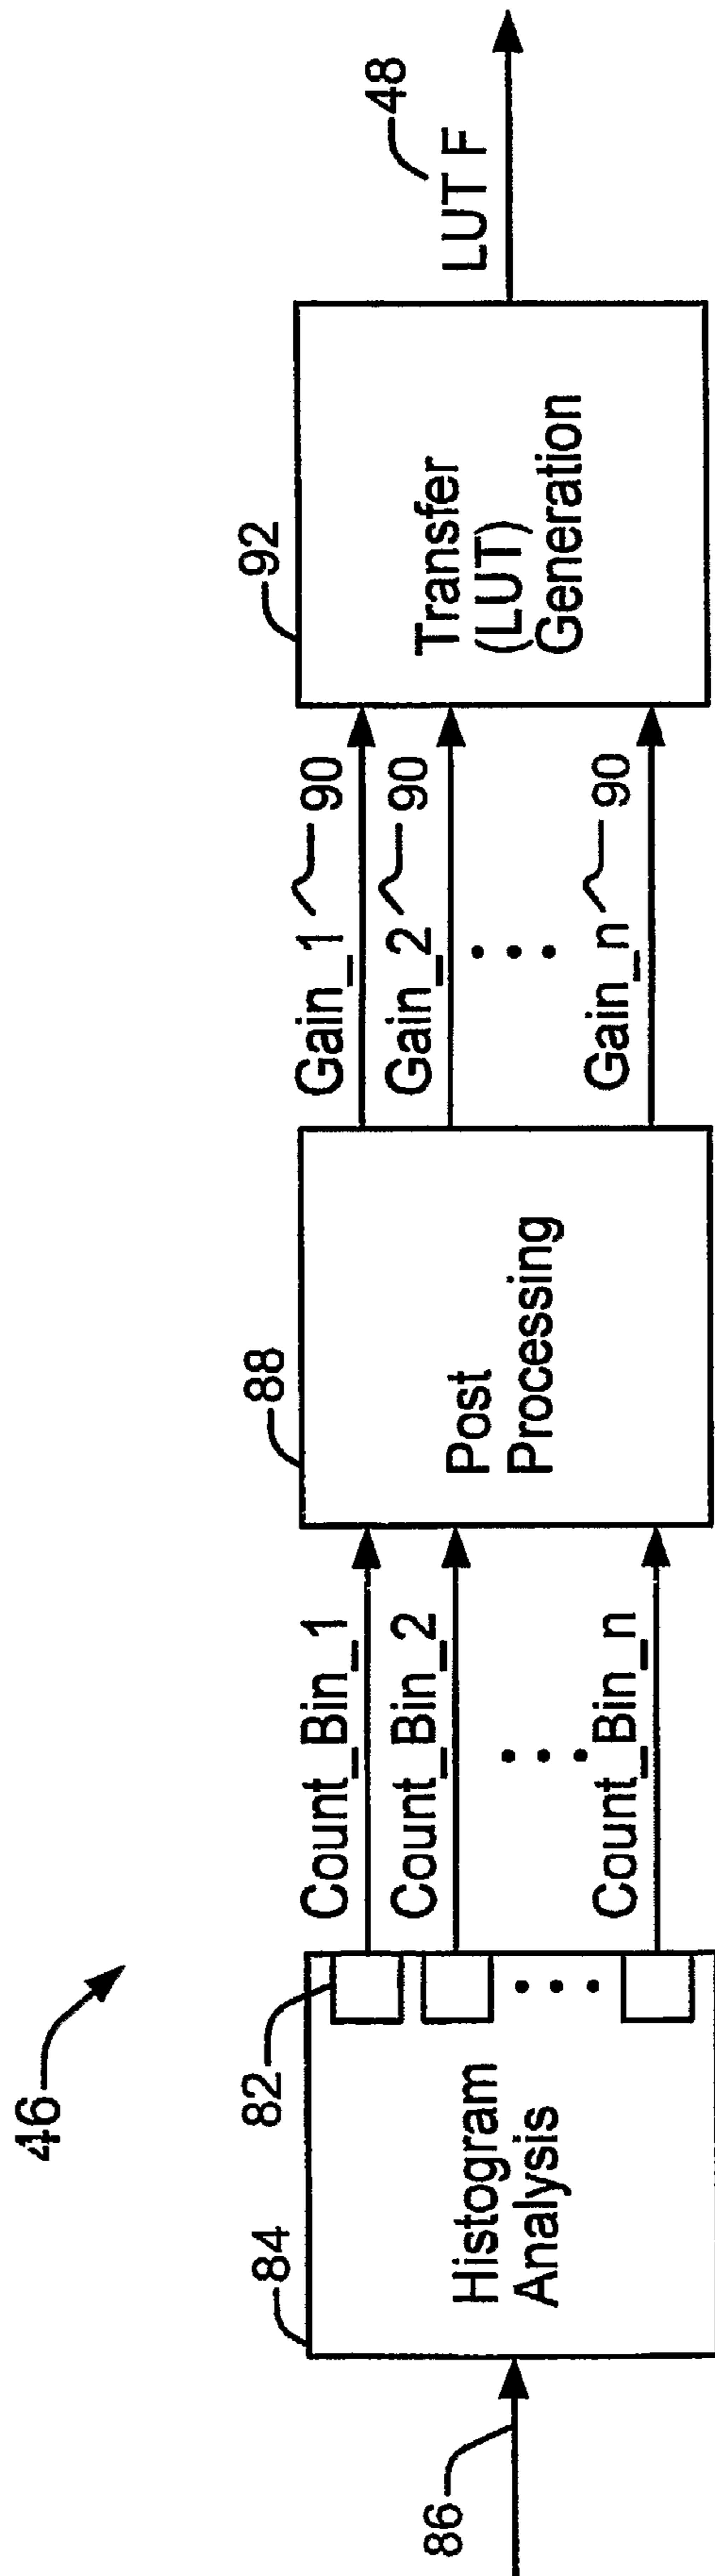 46
86
84
82
Histogram
Analysis
Count_Bin_1
Count_Bin_2
Count_Bin_n
88
Post
Processing
Gain_1
90
Gain_2
90
Gain_n
90
92
Transfer
(LUT)
Generation
LUT F
48